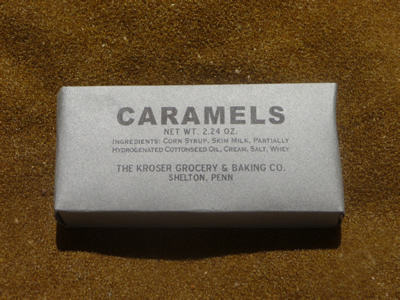 CARAMELS
NET WT. 2.24 OZ.
INGREDIENTS: CORN SYRUP, SKIM MILK, PARTIALLY
HYDROGENATED COTTONSEED OIL, CREAM, SALT, WHEY
THE KROSER GROCERY & BAKING CO.
SHELTON, PENN